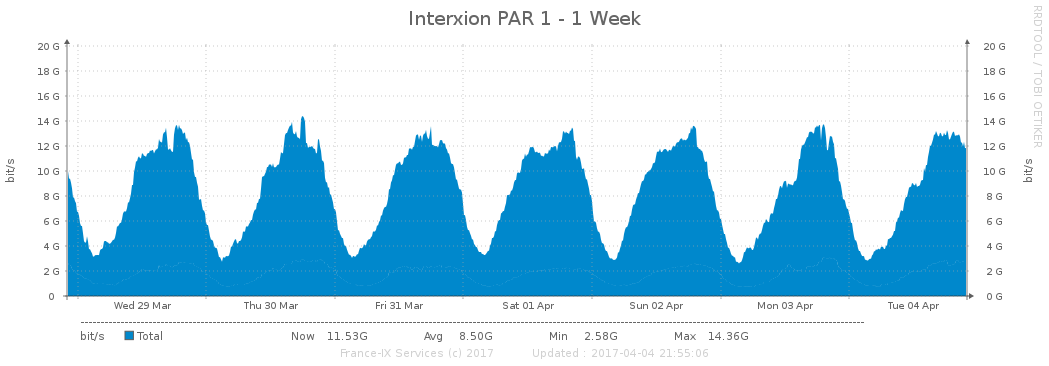 Interxion PAR 1 - 1 Week
RRDTOOL / TOBI OETIKER
20 G 20 G
18 G 18 G
16 G 16 G
14 G 14 G
12 G 12 G
10 G 10 G
8 G 8 G
6 G 6 G
4 G 4 G
2 G 2 G
0 0 G
bit/s bit/s
Wed 29 Mar Thu 30 Mar Fri 31 Mar Sat 01 Apr Sun 02 Apr Mon 03 Apr Tue 04 Apr
bit/s Total Now 11.53G Avg 8.50G Min 2.58G Max 14.36G
France-IX Services (c) 2017 Updated : 2017-04-04 21:55:06